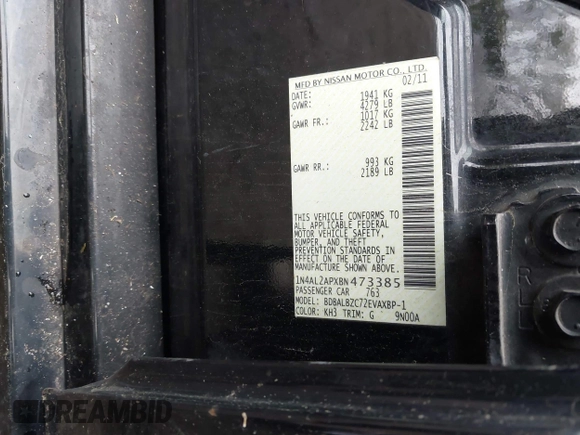 MFD BY NISSAN MOTOR CO., LTD.
DATE: 02/11
GVWR: 1941 KG
4279 LB
GAWR FR.: 1017 KG
2242 LB
GAWR RR.: 993 KG
2189 LB
THIS VEHICLE CONFORMS TO
ALL APPLICABLE FEDERAL
MOTOR VEHICLE SAFETY,
BUMPER, AND THEFT
PREVENTION STANDARDS IN
EFFECT ON THE DATE OF
MANUFACTURE SHOWN ABOVE.
1N4AL2APXBN 473385
PASSENGER CAR 763
MODEL: BDBALBZC72EVAXBP-1
COLOR: KH3 TRIM: G 9N00A
R L
DREAMBID